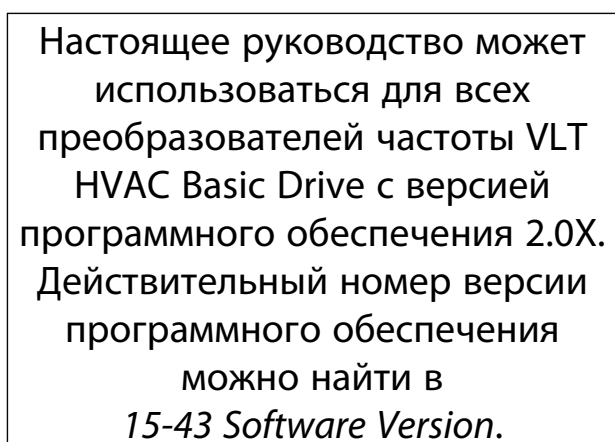 Настоящее руководство может
использоваться для всех
преобразователей частоты VLT
HVAC Basic Drive с версией
программного обеспечения 2.0X.
Действительный номер версии
программного обеспечения
можно найти в
15-43 Software Version.